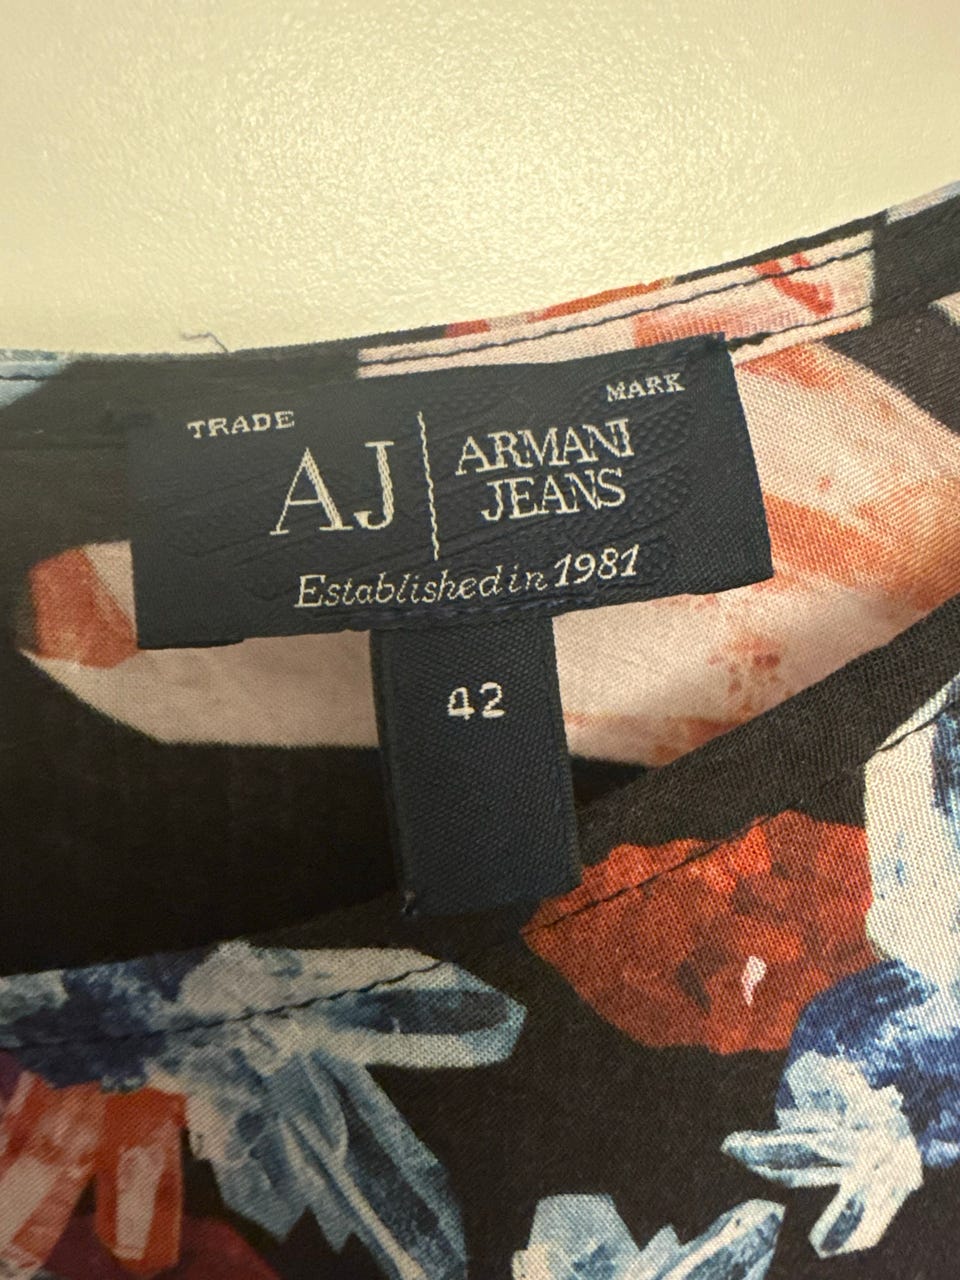 TRADE MARK
AJ ARMANI
JEANS
Established in 1981
42